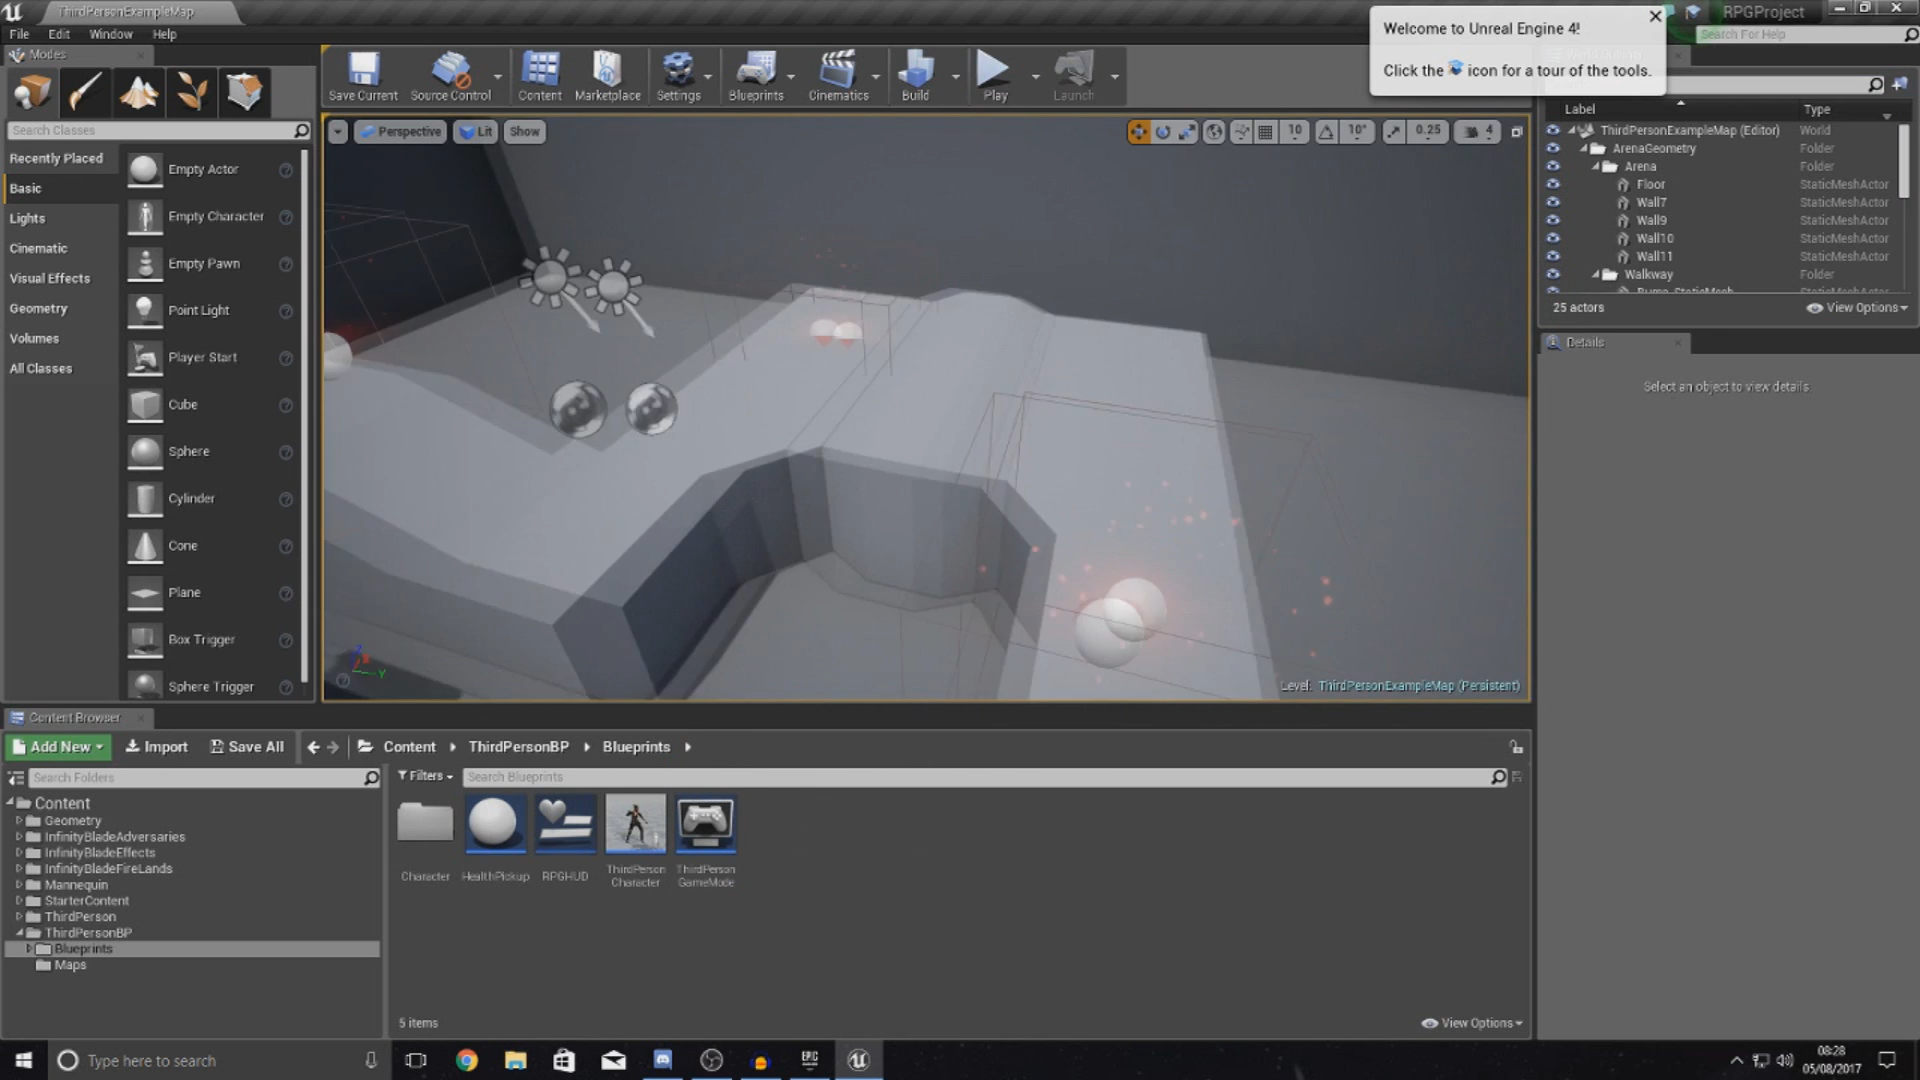 ThirdPersonExampleMap
RPGProject
File Edit Window Help
Search For Help
Welcome to Unreal Engine 4!
Click the icon for a tour of the tools.
Modes
Save Current
Source Control
Content
Marketplace
Settings
Blueprints
Cinematics
Build
Play
Launch
Search Classes
Recently Placed
Basic
Lights
Cinematic
Visual Effects
Geometry
Volumes
All Classes
Empty Actor
Empty Character
Empty Pawn
Point Light
Player Start
Cube
Sphere
Cylinder
Cone
Plane
Box Trigger
Sphere Trigger
Perspective
Lit
Show
10
10°
0.25
4
Z
Y
Level: ThirdPersonExampleMap (Persistent)
Label Type
ThirdPersonExampleMap (Editor) World
ArenaGeometry Folder
Arena Folder
Floor StaticMeshActor
Wall7 StaticMeshActor
Wall9 StaticMeshActor
Wall10 StaticMeshActor
Wall11 StaticMeshActor
Walkway Folder
25 actors
View Options
Details
Select an object to view details.
Content Browser
Add New
Import
Save All
Content
ThirdPersonBP
Blueprints
Search Folders
Filters
Search Blueprints
Content
Geometry
InfinityBladeAdversaries
InfinityBladeEffects
InfinityBladeFireLands
Mannequin
StarterContent
ThirdPerson
ThirdPersonBP
Blueprints
Maps
Character
HealthPickup
RPGHUD
ThirdPerson
Character
ThirdPerson
GameMode
5 items
View Options
Type here to search
EPIC
08:28
05/08/2017